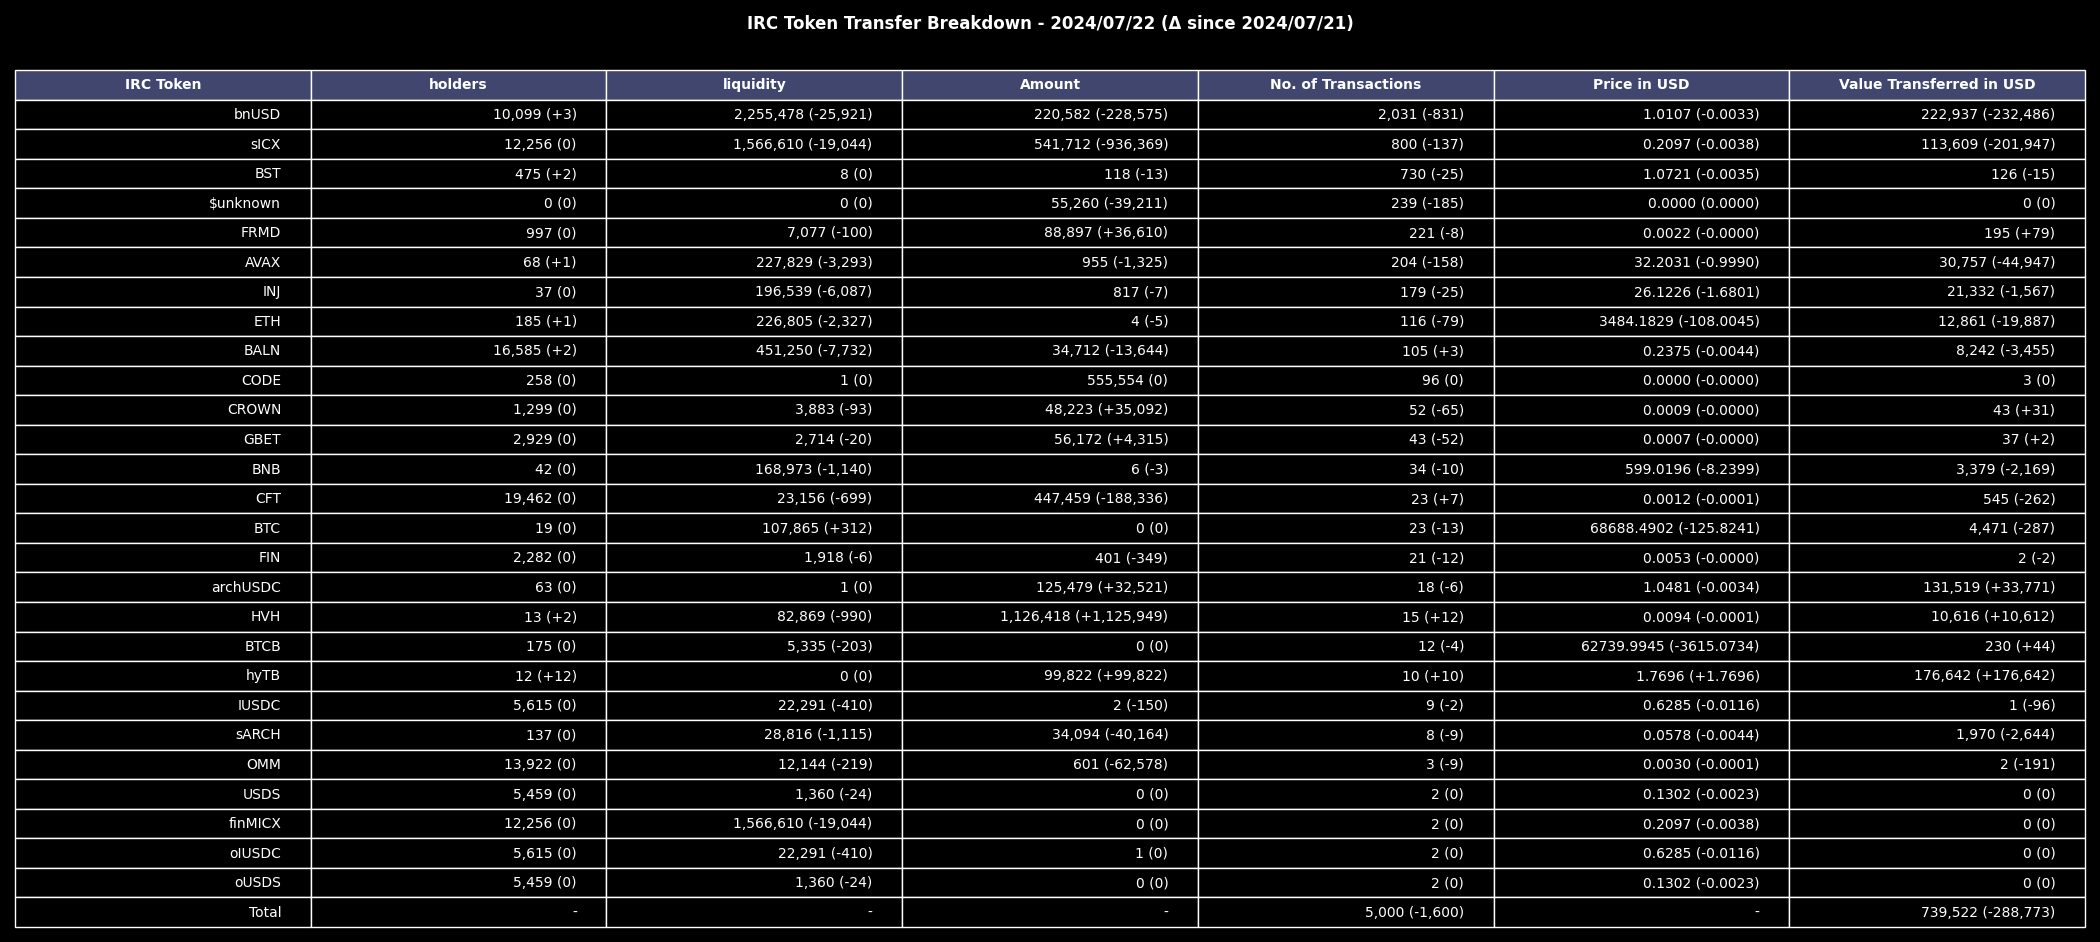 IRC Token Transfer Breakdown - 2024/07/22 (Δ since 2024/07/21)
IRC Token holders liquidity Amount No. of Transactions Price in USD Value Transferred in USD
bnUSD 10,099 (+3) 2,255,478 (-25,921) 220,582 (-228,575) 2,031 (-831) 1.0107 (-0.0033) 222,937 (-232,486)
sICX 12,256 (0) 1,566,610 (-19,044) 541,712 (-936,369) 800 (-137) 0.2097 (-0.0038) 113,609 (-201,947)
BST 475 (+2) 8 (0) 118 (-13) 730 (-25) 1.0721 (-0.0035) 126 (-15)
$unknown 0 (0) 0 (0) 55,260 (-39,211) 239 (-185) 0.0000 (0.0000) 0 (0)
FRMD 997 (0) 7,077 (-100) 88,897 (+36,610) 221 (-8) 0.0022 (-0.0000) 195 (+79)
AVAX 68 (+1) 227,829 (-3,293) 955 (-1,325) 204 (-158) 32.2031 (-0.9990) 30,757 (-44,947)
INJ 37 (0) 196,539 (-6,087) 817 (-7) 179 (-25) 26.1226 (-1.6801) 21,332 (-1,567)
ETH 185 (+1) 226,805 (-2,327) 4 (-5) 116 (-79) 3484.1829 (-108.0045) 12,861 (-19,887)
BALN 16,585 (+2) 451,250 (-7,732) 34,712 (-13,644) 105 (+3) 0.2375 (-0.0044) 8,242 (-3,455)
CODE 258 (0) 1 (0) 555,554 (0) 96 (0) 0.0000 (-0.0000) 3 (0)
CROWN 1,299 (0) 3,883 (-93) 48,223 (+35,092) 52 (-65) 0.0009 (-0.0000) 43 (+31)
GBET 2,929 (0) 2,714 (-20) 56,172 (+4,315) 43 (-52) 0.0007 (-0.0000) 37 (+2)
BNB 42 (0) 168,973 (-1,140) 6 (-3) 34 (-10) 599.0196 (-8.2399) 3,379 (-2,169)
CFT 19,462 (0) 23,156 (-699) 447,459 (-188,336) 23 (+7) 0.0012 (-0.0001) 545 (-262)
BTC 19 (0) 107,865 (+312) 0 (0) 23 (-13) 68688.4902 (-125.8241) 4,471 (-287)
FIN 2,282 (0) 1,918 (-6) 401 (-349) 21 (-12) 0.0053 (-0.0000) 2 (-2)
archUSDC 63 (0) 1 (0) 125,479 (+32,521) 18 (-6) 1.0481 (-0.0034) 131,519 (+33,771)
HVH 13 (+2) 82,869 (-990) 1,126,418 (+1,125,949) 15 (+12) 0.0094 (-0.0001) 10,616 (+10,612)
BTCB 175 (0) 5,335 (-203) 0 (0) 12 (-4) 62739.9945 (-3615.0734) 230 (+44)
hyTB 12 (+12) 0 (0) 99,822 (+99,822) 10 (+10) 1.7696 (+1.7696) 176,642 (+176,642)
IUSDC 5,615 (0) 22,291 (-410) 2 (-150) 9 (-2) 0.6285 (-0.0116) 1 (-96)
sARCH 137 (0) 28,816 (-1,115) 34,094 (-40,164) 8 (-9) 0.0578 (-0.0044) 1,970 (-2,644)
OMM 13,922 (0) 12,144 (-219) 601 (-62,578) 3 (-9) 0.0030 (-0.0001) 2 (-191)
USDS 5,459 (0) 1,360 (-24) 0 (0) 2 (0) 0.1302 (-0.0023) 0 (0)
finMICX 12,256 (0) 1,566,610 (-19,044) 0 (0) 2 (0) 0.2097 (-0.0038) 0 (0)
oIUSDC 5,615 (0) 22,291 (-410) 1 (0) 2 (0) 0.6285 (-0.0116) 0 (0)
oUSDS 5,459 (0) 1,360 (-24) 0 (0) 2 (0) 0.1302 (-0.0023) 0 (0)
Total - - - 5,000 (-1,600) - 739,522 (-288,773)